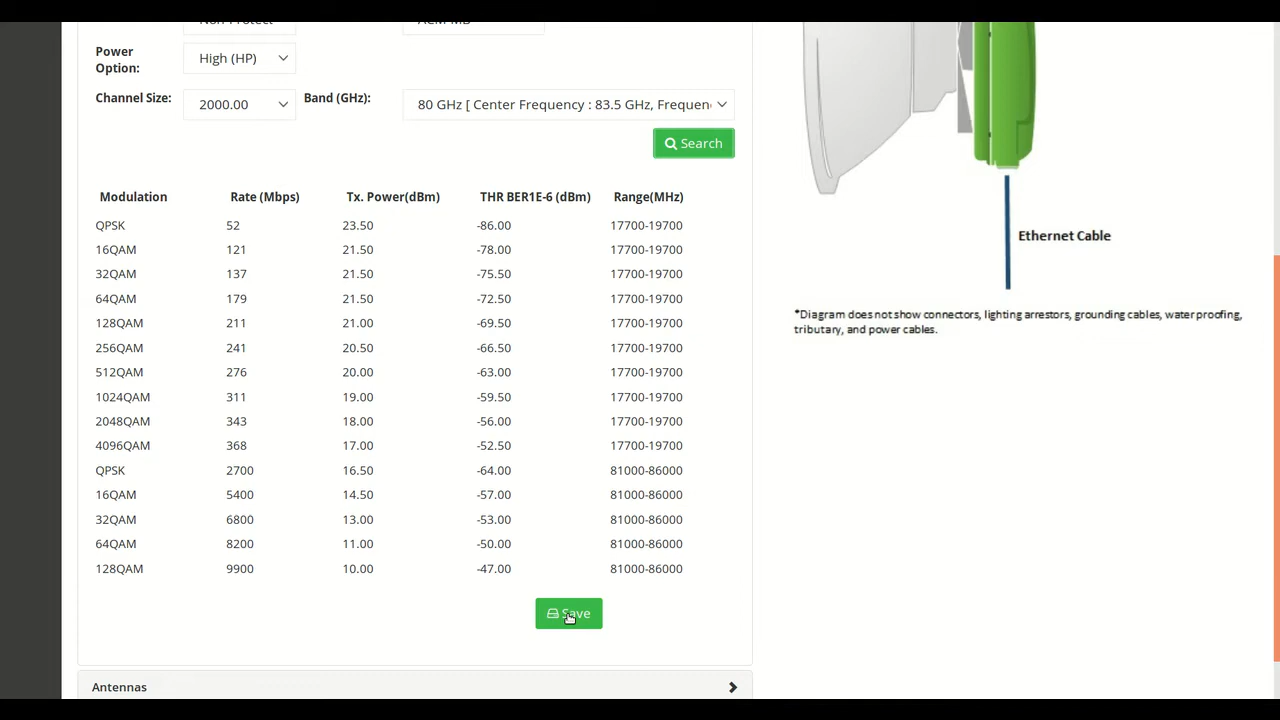 Power
Option:
High (HP)
Channel Size:
2000.00
Band (GHz):
80 GHz [ Center Frequency : 83.5 GHz, Frequen
Search
Modulation Rate (Mbps) Tx. Power(dBm) THR BER1E-6 (dBm) Range(MHz)
QPSK 52 23.50 -86.00 17700-19700
16QAM 121 21.50 -78.00 17700-19700
32QAM 137 21.50 -75.50 17700-19700
64QAM 179 21.50 -72.50 17700-19700
128QAM 211 21.00 -69.50 17700-19700
256QAM 241 20.50 -66.50 17700-19700
512QAM 276 20.00 -63.00 17700-19700
1024QAM 311 19.00 -59.50 17700-19700
2048QAM 343 18.00 -56.00 17700-19700
4096QAM 368 17.00 -52.50 17700-19700
QPSK 2700 16.50 -64.00 81000-86000
16QAM 5400 14.50 -57.00 81000-86000
32QAM 6800 13.00 -53.00 81000-86000
64QAM 8200 11.00 -50.00 81000-86000
128QAM 9900 10.00 -47.00 81000-86000
Save
Antennas
Ethernet Cable
*Diagram does not show connectors, lighting arrestors, grounding cables, water proofing,
tributary, and power cables.